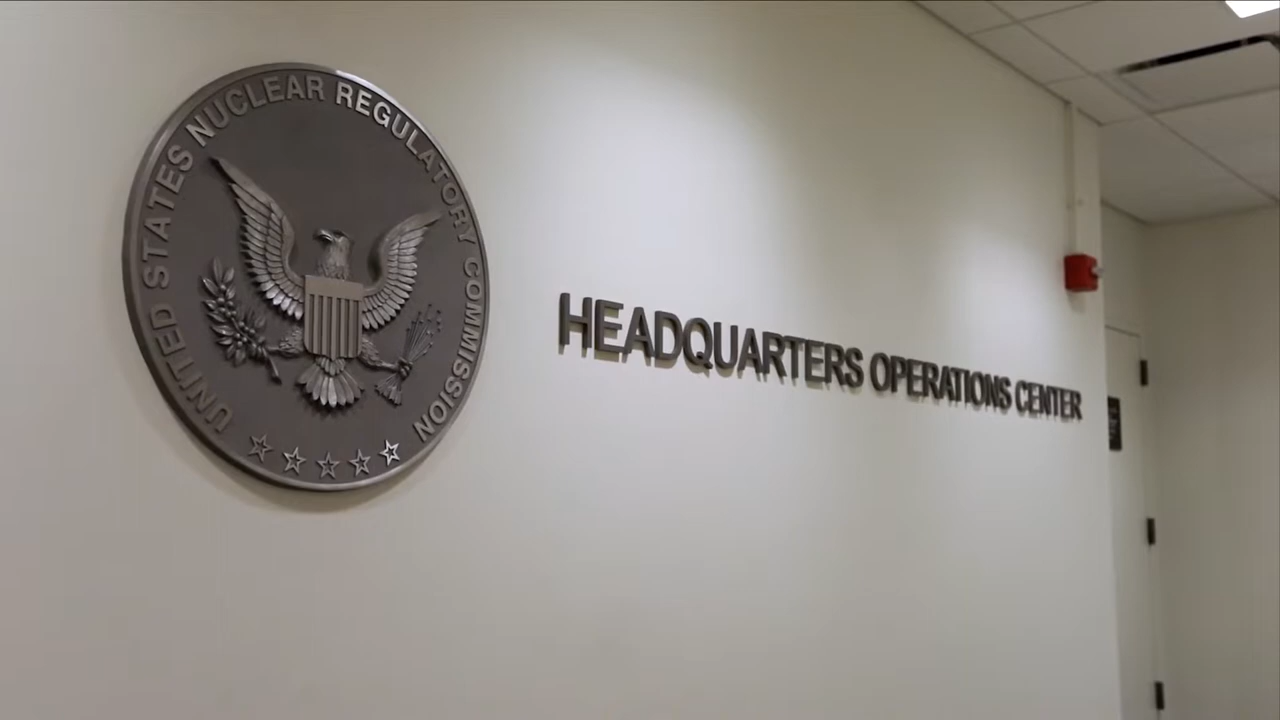 UNITED STATES NUCLEAR REGULATORY COMMISSION
HEADQUARTERS OPERATIONS CENTER